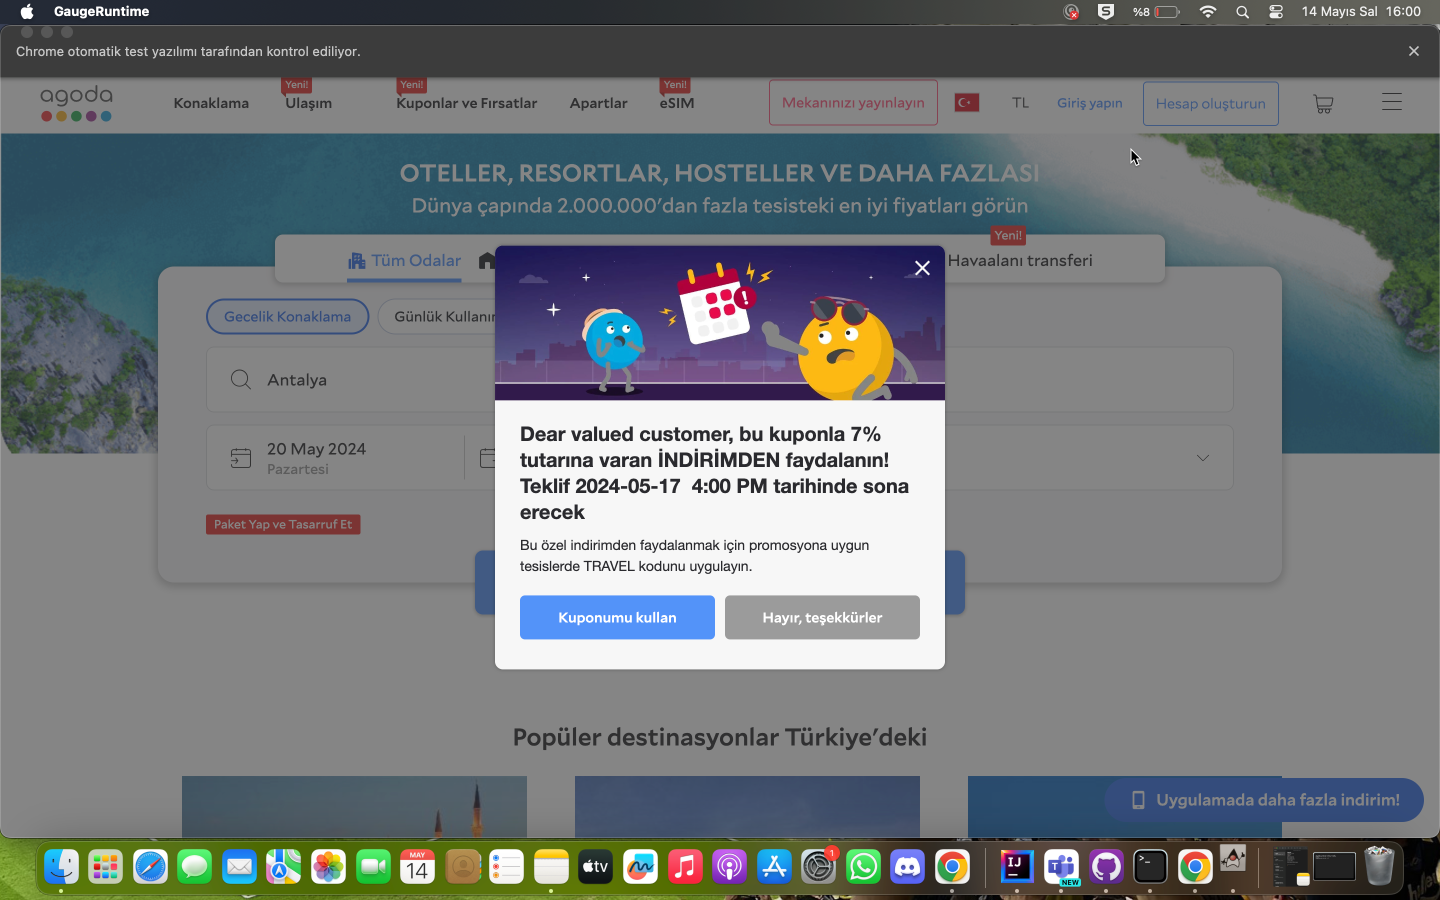 GaugeRuntime
%8
14 Mayıs Sal 16:00
Chrome otomatik test yazılımı tarafından kontrol ediliyor.
agoda
Konaklama
Yeni!
Ulaşım
Yeni!
Kuponlar ve Fırsatlar
Apartlar
Yeni!
eSIM
Mekanınızı yayınlayın
TL
Giriş yapın
Hesap oluşturun
OTELLER, RESORTLAR, HOSTELLER VE DAHA FAZLASI
Dünya çapında 2.000.000'dan fazla tesisteki en iyi fiyatları görün
Yeni!
Tüm Odalar
Havaalanı transferi
Gecelik Konaklama
Günlük Kullanım
Antalya
20 May 2024
Pazartesi
Paket Yap ve Tasarruf Et
Dear valued customer, bu kuponla 7%
tutarına varan İNDİRİMDEN faydalanın!
Teklif 2024-05-17 4:00 PM tarihinde sona
erecek
Bu özel indirimden faydalanmak için promosyona uygun
tesislerde TRAVEL kodunu uygulayın.
Kuponumu kullan
Hayır, teşekkürler
Popüler destinasyonlar Türkiye'deki
Uygulamada daha fazla indirim!
MAY
14
tv
1
IJ
NEW